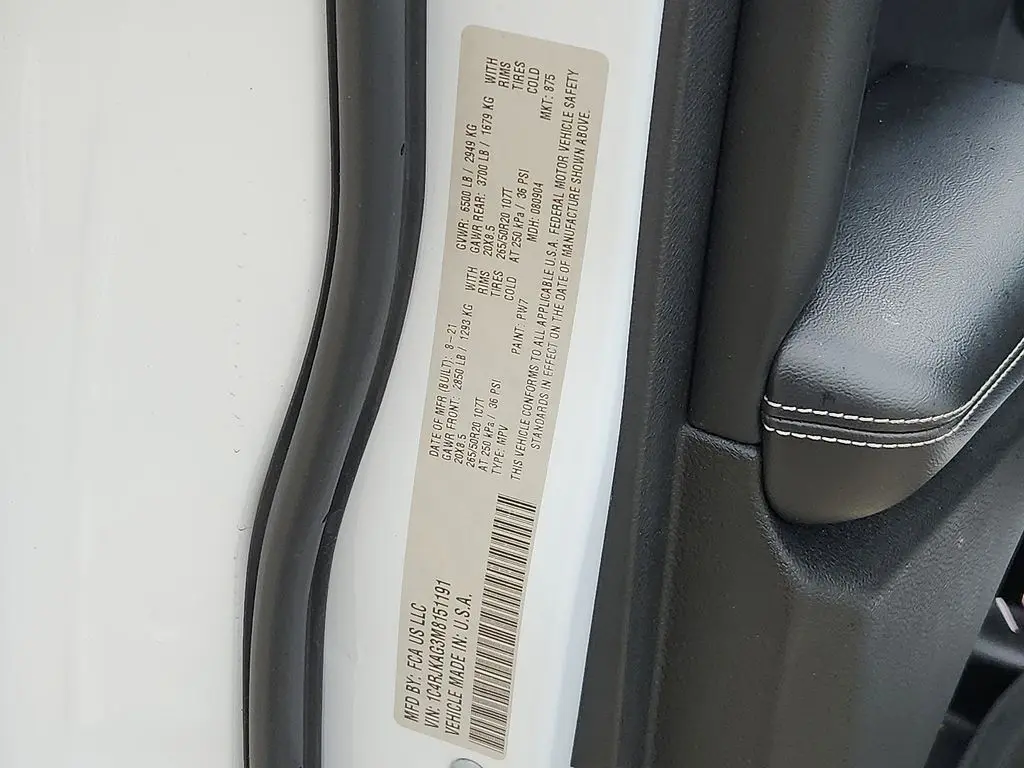 MFD BY: FCA US LLC
VIN: 1C4RJKAG3M8151191
VEHICLE MADE IN: U.S.A.
DATE OF MFR (BUILT): 8-21
GAWR FRONT: 2850 LB / 1293 KG WITH
20X8.5 RIMS
265/50R20 107T TIRES
AT 250 kPa / 36 PSI COLD
TYPE: MPV
GVWR: 6500 LB / 2949 KG
GAWR REAR: 3700 LB / 1679 KG WITH
20X8.5 RIMS
265/50R20 107T TIRES
AT 250 kPa / 36 PSI COLD
PAINT: PW7 MDH: 080904 MKT: 875
THIS VEHICLE CONFORMS TO ALL APPLICABLE U.S.A. FEDERAL MOTOR VEHICLE SAFETY
STANDARDS IN EFFECT ON THE DATE OF MANUFACTURE SHOWN ABOVE.